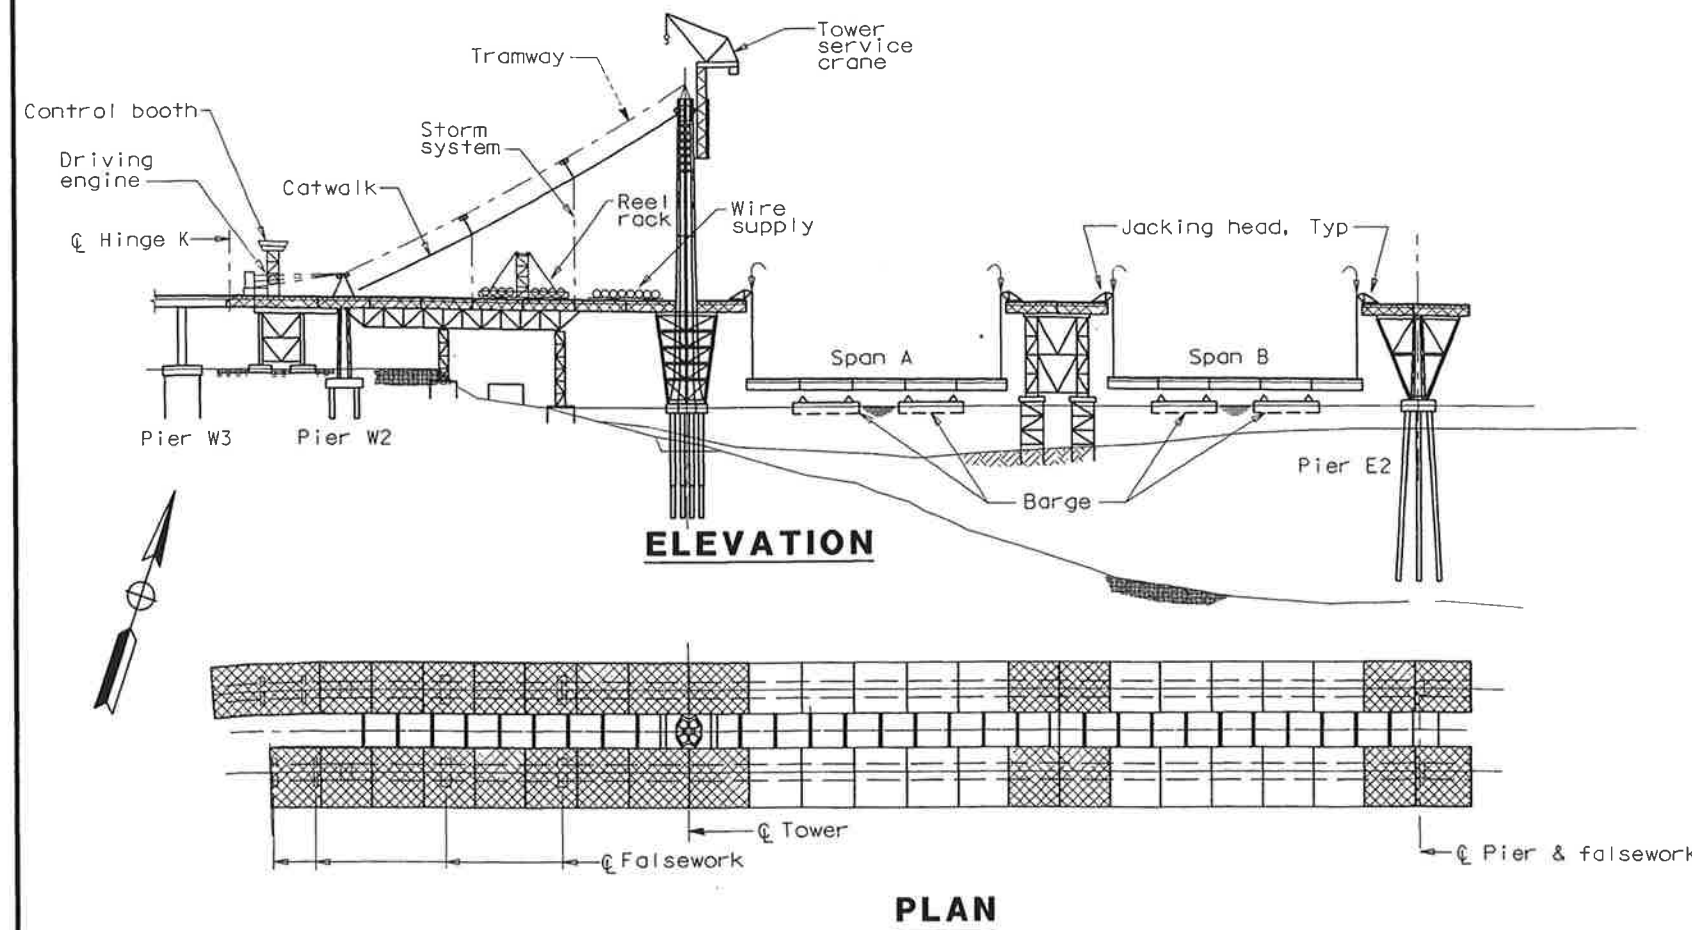 Tower
service
crane
Tramway
Control booth
Storm
system
Driving
engine
Catwalk
Reel
rack
Wire
supply
℄ Hinge K
Jacking head, Typ
Span A
Span B
Pier W3
Pier W2
Pier E2
Barge
ELEVATION
℄ Tower
℄ Falsework
℄ Pier & falsework
PLAN